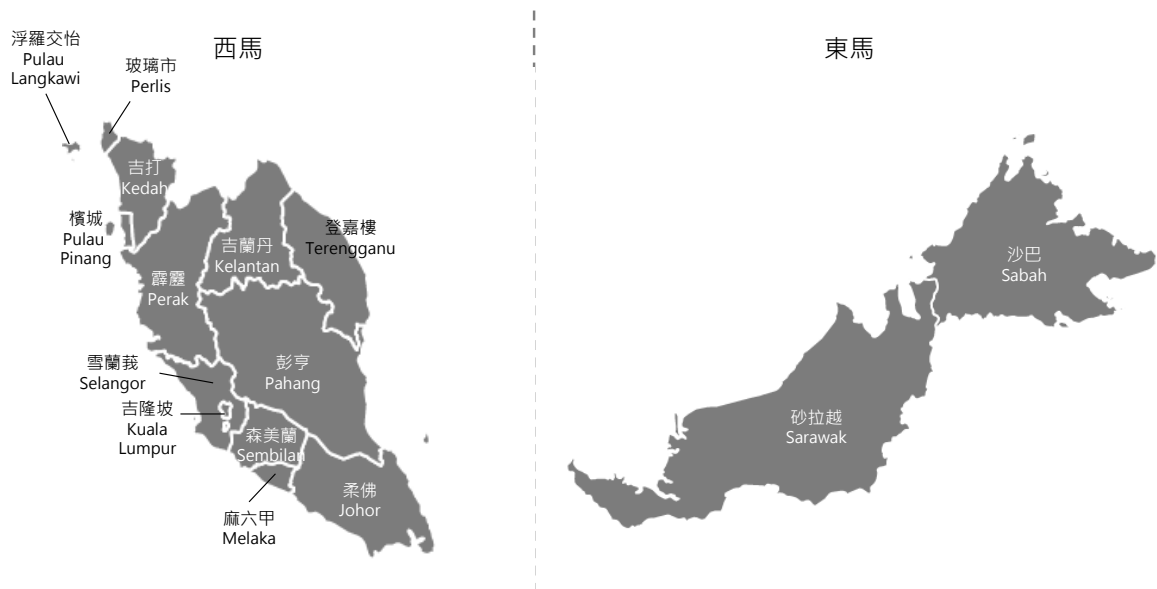 西馬
東馬
浮羅交怡
Pulau
Langkawi
玻璃市
Perlis
吉打
Kedah
檳城
Pulau
Pinang
吉蘭丹
Kelantan
登嘉樓
Terengganu
霹靂
Perak
雪蘭莪
Selangor
彭亨
Pahang
吉隆坡
Kuala
Lumpur
森美蘭
Sembilan
麻六甲
Melaka
柔佛
Johor
沙巴
Sabah
砂拉越
Sarawak